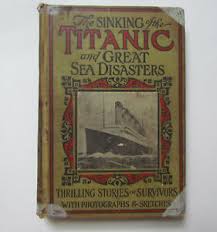 The SINKING of the
TITANIC
and GREAT
SEA DISASTERS
THRILLING STORIES of SURVIVORS
WITH PHOTOGRAPHS & SKETCHES